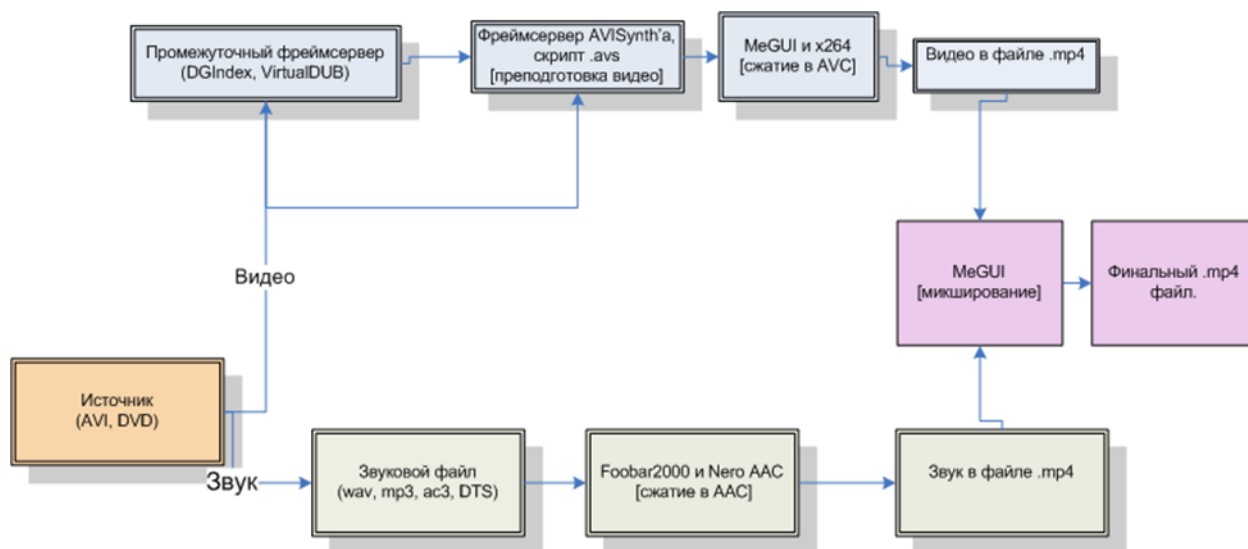 Промежуточный фреймсервер
(DGIndex, VirtualDUB)
Фреймсервер AVISynth'а,
скрипт .avs
[преподготовка видео]
MeGUI и x264
[сжатие в AVC]
Видео в файле .mp4
Видео
MeGUI
[микширование]
Финальный .mp4
файл.
Источник
(AVI, DVD)
Звук
Звуковой файл
(wav, mp3, ac3, DTS)
Foobar2000 и Nero AAC
[сжатие в AAC]
Звук в файле .mp4